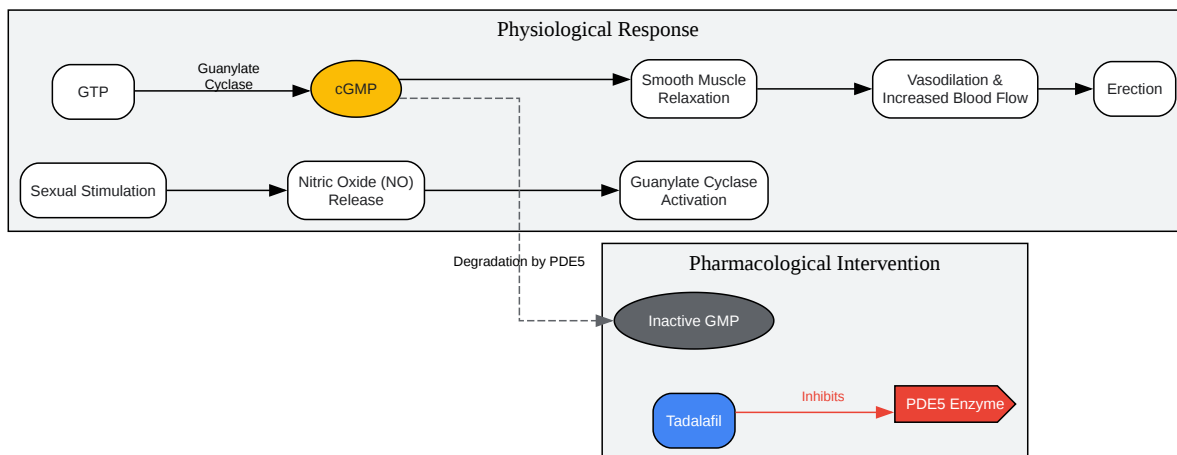 Physiological Response
GTP
Guanylate
Cyclase
cGMP
Smooth Muscle
Relaxation
Vasodilation &
Increased Blood Flow
Erection
Sexual Stimulation
Nitric Oxide (NO)
Release
Guanylate Cyclase
Activation
Degradation by PDE5
Pharmacological Intervention
Inactive GMP
Tadalafil
Inhibits
PDE5 Enzyme